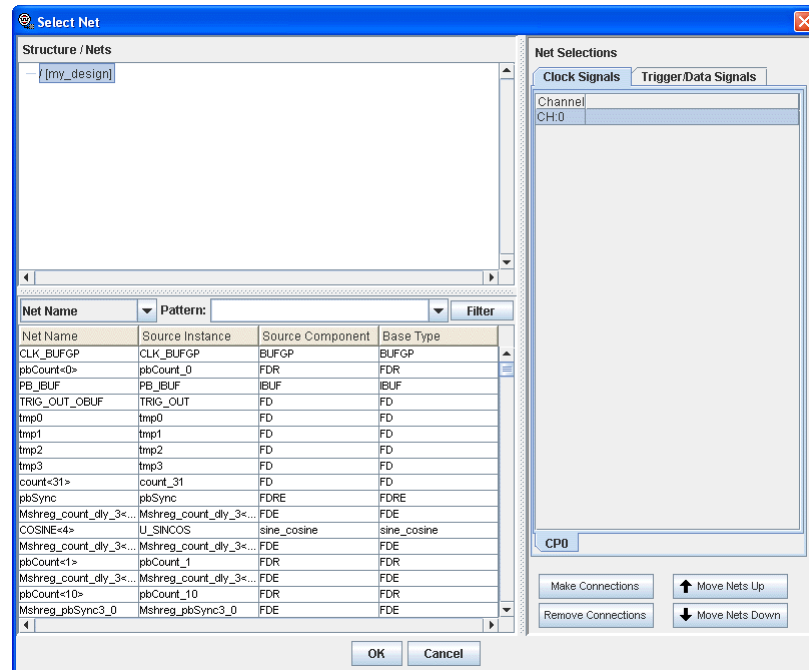 Select Net
Structure / Nets
/ [my_design]
Net Name
Pattern:
Filter
Net Name Source Instance Source Component Base Type
CLK_BUFGP CLK_BUFGP BUFGP BUFGP
pbCount<0> pbCount_0 FDR FDR
PB_IBUF PB_IBUF IBUF IBUF
TRIG_OUT_OBUF TRIG_OUT FD FD
tmp0 tmp0 FD FD
tmp1 tmp1 FD FD
tmp2 tmp2 FD FD
tmp3 tmp3 FD FD
count<31> count_31 FD FD
pbSync pbSync FDRE FDRE
Mshreg_count_dly_3<... Mshreg_count_dly_3<... FDE FDE
COSINE<4> U_SINCOS sine_cosine sine_cosine
Mshreg_count_dly_3<... Mshreg_count_dly_3<... FDE FDE
pbCount<1> pbCount_1 FDR FDR
Mshreg_count_dly_3<... Mshreg_count_dly_3<... FDE FDE
pbCount<10> pbCount_10 FDR FDR
Mshreg_pbSync3_0 Mshreg_pbSync3_0 FDE FDE
Net Selections
Clock Signals Trigger/Data Signals
Channel
CH:0
CP0
Make Connections Move Nets Up
Remove Connections Move Nets Down
OK Cancel